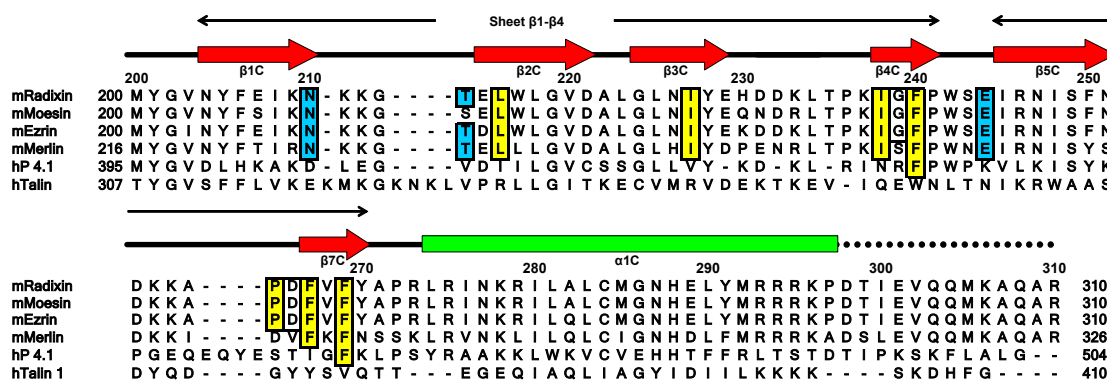 Sheet β1-β4
β1C β2C β3C β4C β5C
200 210 220 230 240 250
mRadixin 200 M Y G V N Y F E I K N - K K G - - - - T E L W L G V D A L G L N I Y E H D D K L T P K I G F P W S E I R N I S F N
mMoesin 200 M Y G V N Y F S I K N - K K G - - - - S E L W L G V D A L G L N I Y E Q N D R L T P K I G F P W S E I R N I S F N
mEzrin 200 M Y G I N Y F E I K N - K K G - - - - T D L W L G V D A L G L N I Y E K D D K L T P K I G F P W S E I R N I S F N
mMerlin 216 M Y G V N Y F T I R N - K K G - - - - T E L L L G V D A L G L H I Y D P E N R L T P K I S F P W N E I R N I S Y S
hP 4.1 395 M Y G V D L H K A K D - L E G - - - - V D I I L G V C S S G L L V Y - K D - K - L R I N R F P W P K V L K I S Y K
hTalin 307 T Y G V S F F L V K E K M K G K N K L V P R L L G I T K E C V M R V D E K T K E V - I Q E W N L T N I K R W A A S
β7C α1C
270 280 290 300 310
mRadixin D K K A - - - - P D F V F Y A P R L R I N K R I L A L C M G N H E L Y M R R R K P D T I E V Q Q M K A Q A R 310
mMoesin D K K A - - - - P D F V F Y A P R L R I N K R I L A L C M G N H E L Y M R R R K P D T I E V Q Q M K A Q A R 310
mEzrin D K K A - - - - P D F V F Y A P R L R I N K R I L Q L C M G N H E L Y M R R R K P D T I E V Q Q M K A Q A R 310
mMerlin D K K I - - - - D V F K F N S S K L R V N K L I L Q L C I G N H D L F M R R R K A D S L E V Q Q M K A Q A R 326
hP 4.1 P G E Q E Q Y E S T I G F K L P S Y R A A K K L W K V C V E H H T F F R L T S T D T I P K S K F L A L G - - 504
hTalin 1 D Y Q D - - - - G Y Y S V Q T T - - E G E Q I A Q L I A G Y I D I I L K K K K - - - S K D H F G - - - - 410